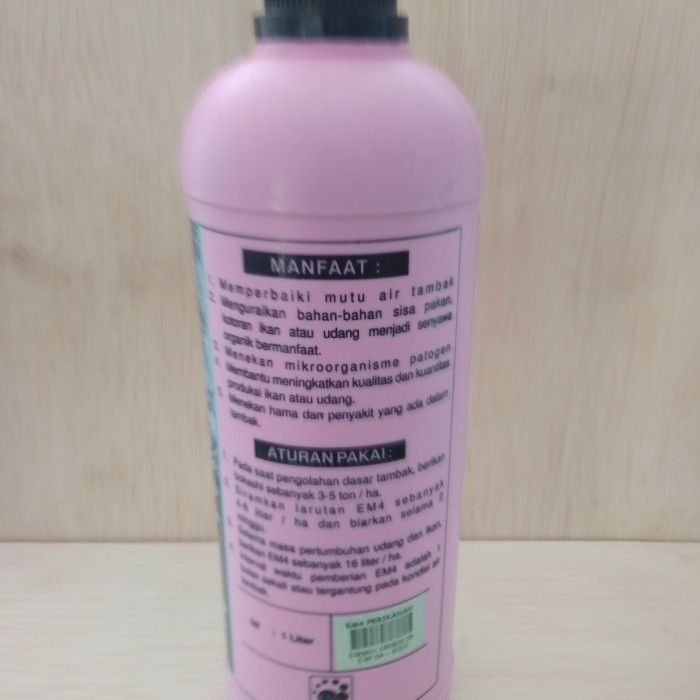 MANFAAT :
1. Memperbaiki mutu air tambak
2. Menguraikan bahan-bahan sisa pakan,
kotoran ikan atau udang menjadi senyawa
organik bermanfaat.
3. Menekan mikroorganisme patogen
4. Membantu meningkatkan kualitas dan kuantitas
produksi ikan atau udang.
5. Menekan hama dan penyakit yang ada dalam
tambak.
ATURAN PAKAI :
1. Pada saat pengolahan dasar tambak, berikan
bokashi sebanyak 3-5 ton / ha.
2. Siramkan larutan EM4 sebanyak
4-6 liter / ha dan biarkan selama 2
minggu.
3. Selama masa pertumbuhan udang dan ikan,
berikan EM4 sebanyak 16 liter / ha.
4. Interval waktu pemberian EM4 adalah 1
bulan sekali atau tergantung pada kondisi air
tambak.
Isi : 1 Liter
EM4 PERIKANAN